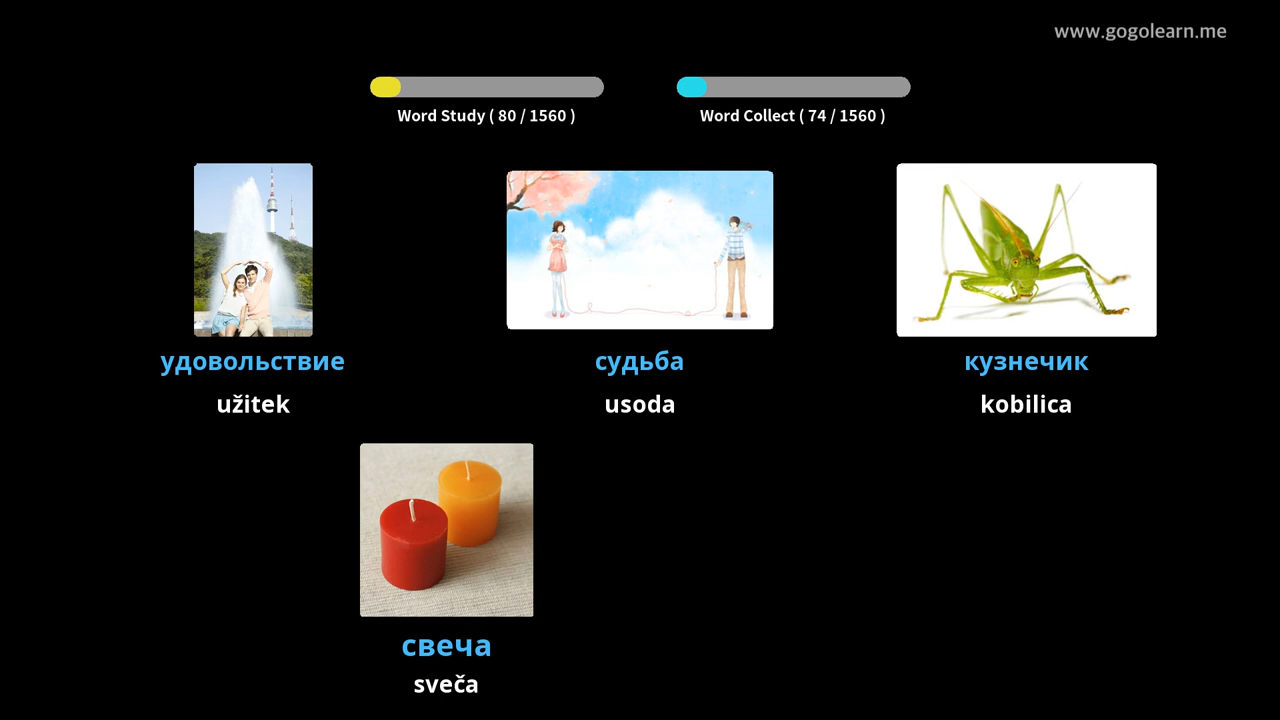 www.gogolearn.me
Word Study ( 80 / 1560 )
Word Collect ( 74 / 1560 )
удовольствие
užitek
судьба
usoda
кузнечик
kobilica
свеча
sveča